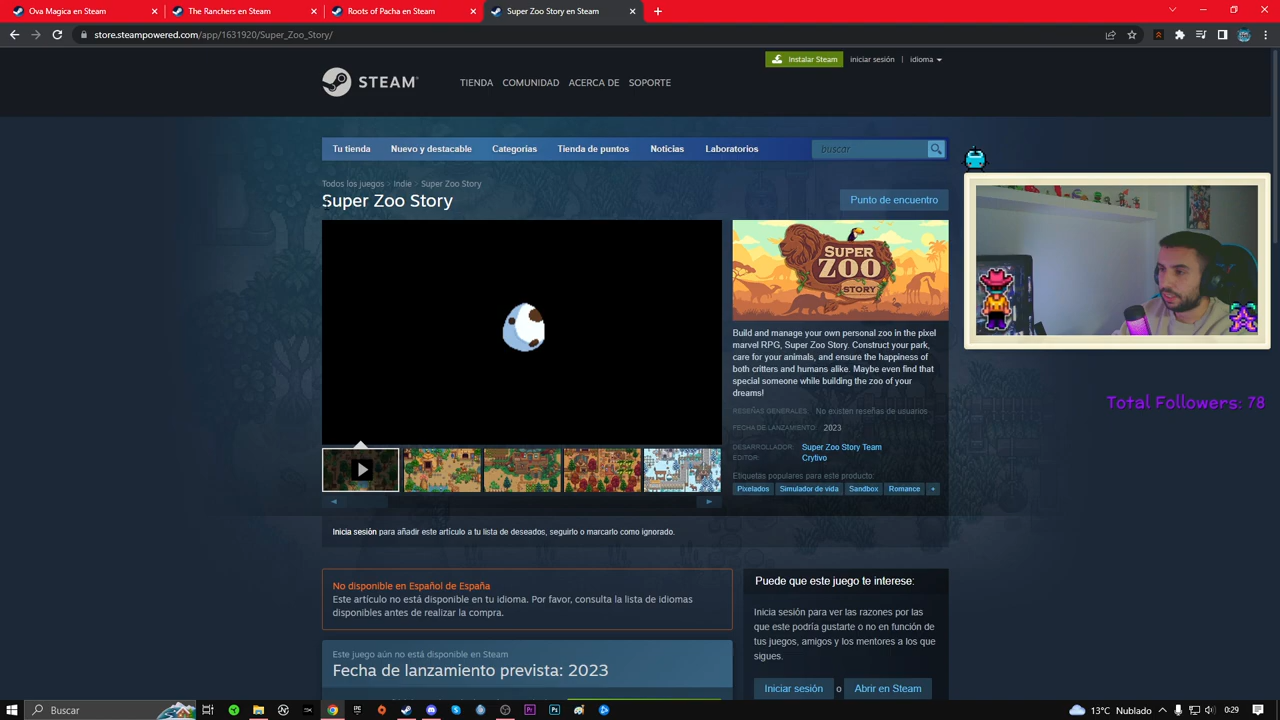 Ova Magica en Steam
The Ranchers en Steam
Roots of Pacha en Steam
Super Zoo Story en Steam
store.steampowered.com/app/1631920/Super_Zoo_Story/
Instalar Steam
iniciar sesión | idioma
STEAM
TIENDA COMUNIDAD ACERCA DE SOPORTE
Tu tienda Nuevo y destacable Categorías Tienda de puntos Noticias Laboratorios
buscar
Todos los juegos > Indie > Super Zoo Story
Super Zoo Story
Punto de encuentro
SUPER
ZOO
STORY
Build and manage your own personal zoo in the pixel
marvel RPG, Super Zoo Story. Construct your park,
care for your animals, and ensure the happiness of
both critters and humans alike. Maybe even find that
special someone while building the zoo of your
dreams!
RESEÑAS GENERALES: No existen reseñas de usuarios
FECHA DE LANZAMIENTO: 2023
DESARROLLADOR: Super Zoo Story Team
EDITOR: Crytivo
Etiquetas populares para este producto:
Pixelados Simulador de vida Sandbox Romance +
Total Followers: 78
Inicia sesión para añadir este artículo a tu lista de deseados, seguirlo o marcarlo como ignorado.
No disponible en Español de España
Este artículo no está disponible en tu idioma. Por favor, consulta la lista de idiomas
disponibles antes de realizar la compra.
Puede que este juego te interese:
Inicia sesión para ver las razones por las
que este podría gustarte o no en función de
tus juegos, amigos y los mentores a los que
sigues.
Iniciar sesión o Abrir en Steam
Este juego aún no está disponible en Steam
Fecha de lanzamiento prevista: 2023
Buscar
13°C Nublado
0:29